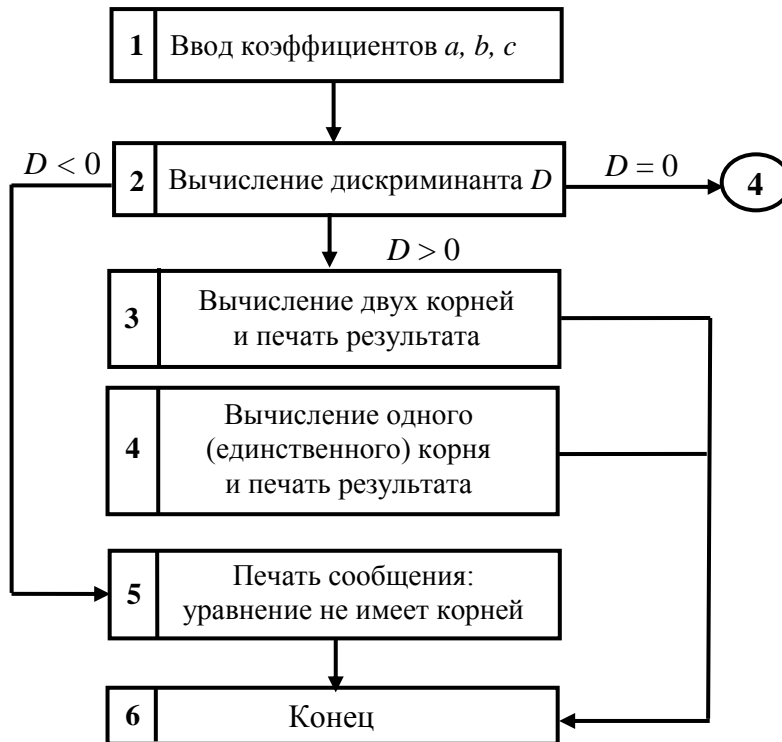 1 Ввод коэффициентов a, b, c
D < 0
2 Вычисление дискриминанта D
D = 0
4
D > 0
3 Вычисление двух корней
и печать результата
4 Вычисление одного
(единственного) корня
и печать результата
5 Печать сообщения:
уравнение не имеет корней
6 Конец